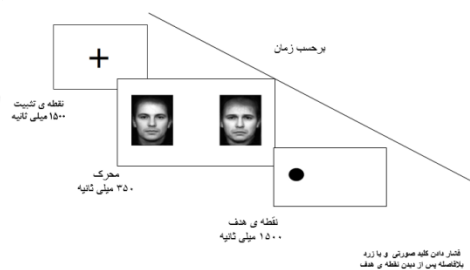 برحسب زمان
+
نقطه ی تثبیت
۱۵۰۰ میلی ثانیه
محرک
۳۵۰ میلی ثانیه
نقطه ی هدف
۱۵۰۰ میلی ثانیه
فشار دادن کلید صورتی و یا زرد
بلافاصله پس از دیدن نقطه ی هدف